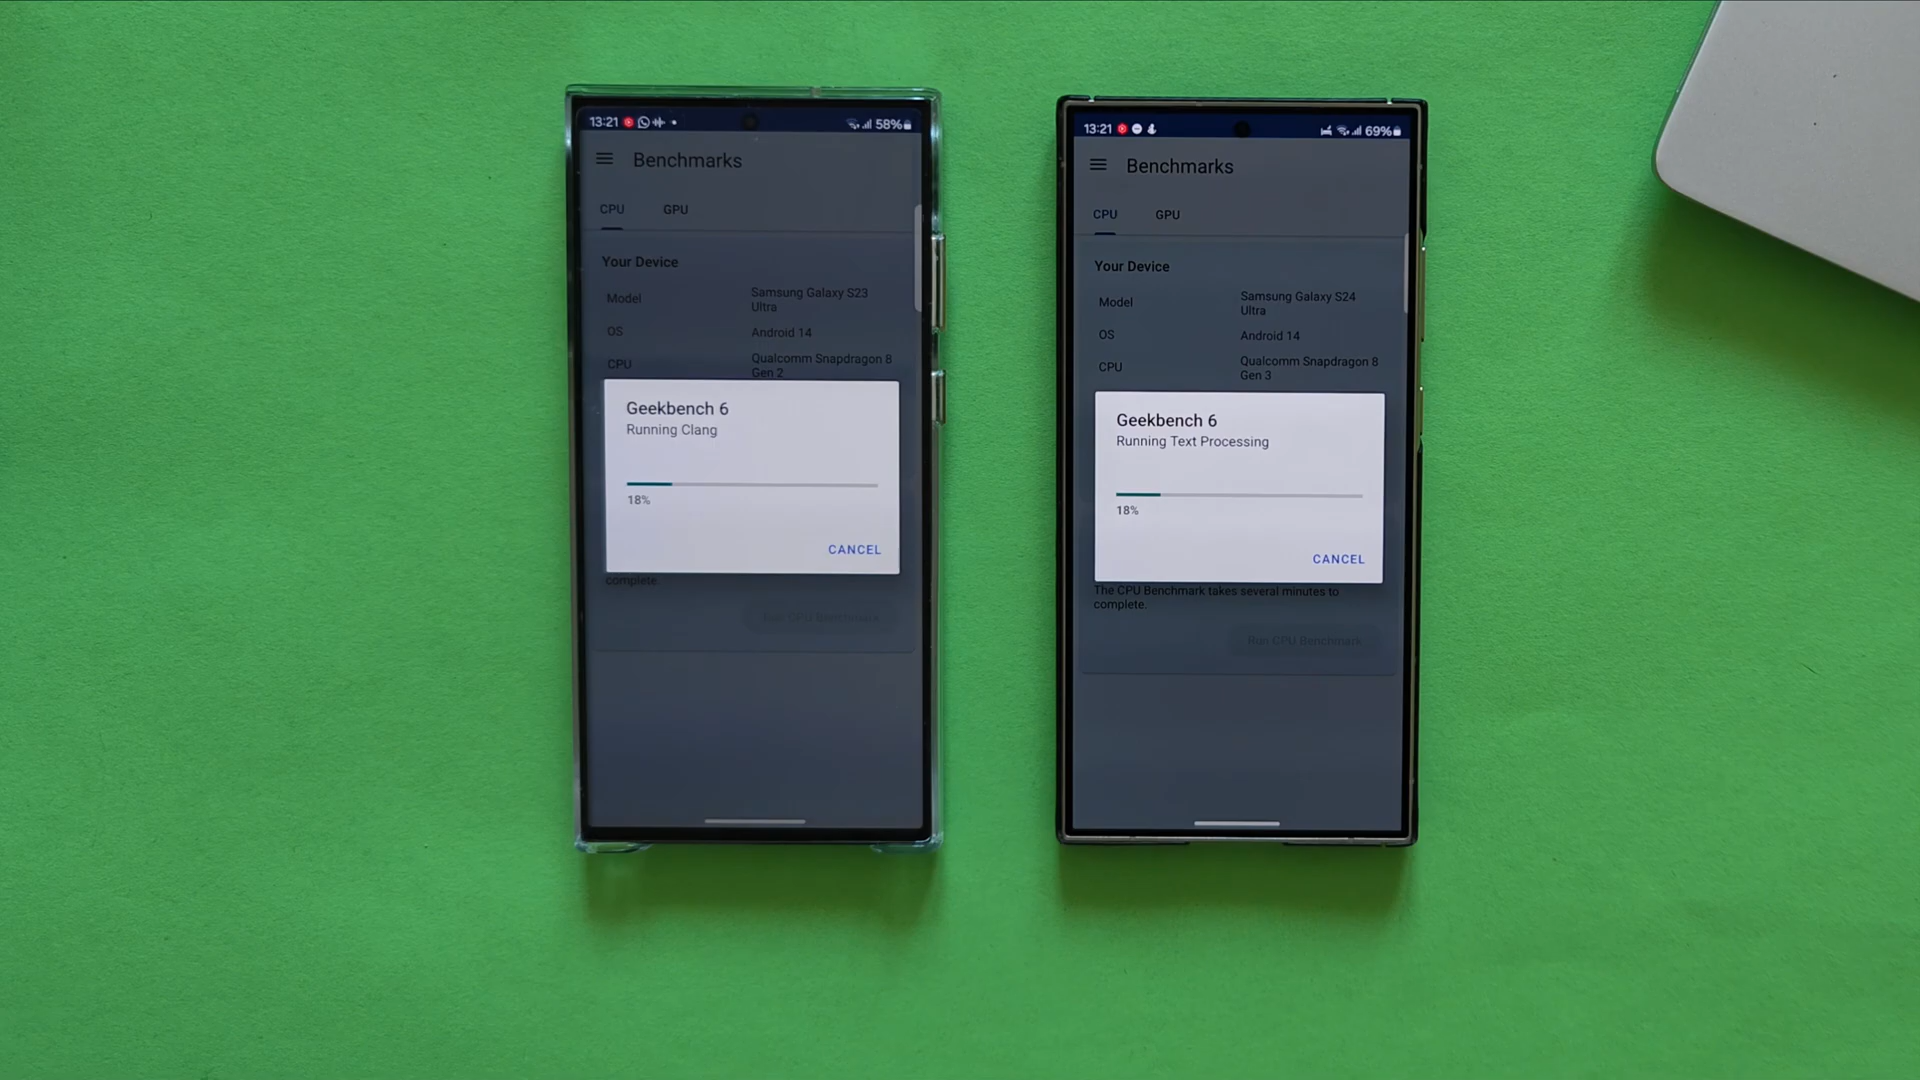 13:21
58%
Benchmarks
CPU GPU
Your Device
Model Samsung Galaxy S23
Ultra
OS Android 14
CPU Qualcomm Snapdragon 8
Gen 2
Geekbench 6
Running Clang
18%
CANCEL
complete.
Run CPU Benchmark
13:21
69%
Benchmarks
CPU GPU
Your Device
Model Samsung Galaxy S24
Ultra
OS Android 14
CPU Qualcomm Snapdragon 8
Gen 3
Geekbench 6
Running Text Processing
18%
CANCEL
The CPU Benchmark takes several minutes to
complete.
Run CPU Benchmark